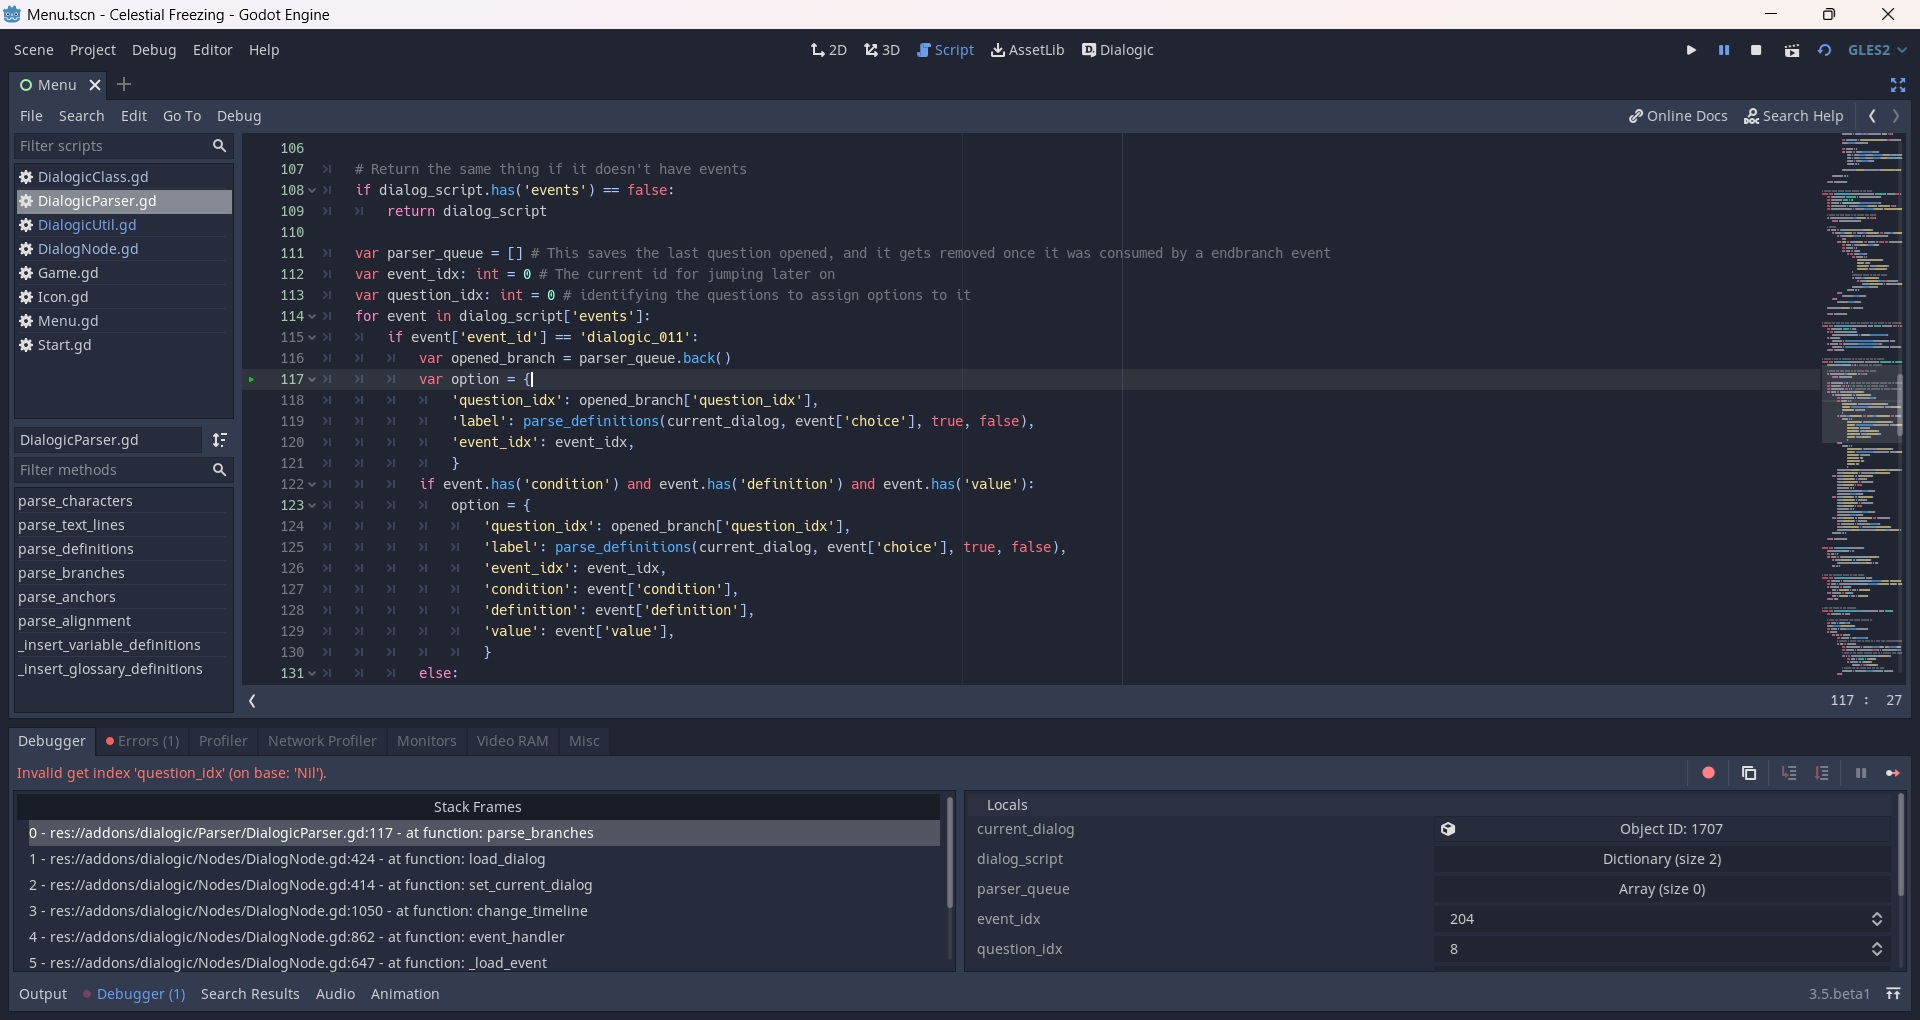 Menu.tscn - Celestial Freezing - Godot Engine
Scene Project Debug Editor Help
2D 3D Script AssetLib Dialogic
GLES2
Menu
File Search Edit Go To Debug
Online Docs Search Help
Filter scripts
DialogicClass.gd
DialogicParser.gd
DialogicUtil.gd
DialogNode.gd
Game.gd
Icon.gd
Menu.gd
Start.gd
DialogicParser.gd
Filter methods
parse_characters
parse_text_lines
parse_definitions
parse_branches
parse_anchors
parse_alignment
_insert_variable_definitions
_insert_glossary_definitions
106
107 # Return the same thing if it doesn't have events
108 if dialog_script.has('events') == false:
109 return dialog_script
110
111 var parser_queue = [] # This saves the last question opened, and it gets removed once it was consumed by a endbranch event
112 var event_idx: int = 0 # The current id for jumping later on
113 var question_idx: int = 0 # identifying the questions to assign options to it
114 for event in dialog_script['events']:
115 if event['event_id'] == 'dialogic_011':
116 var opened_branch = parser_queue.back()
117 var option = {
118 'question_idx': opened_branch['question_idx'],
119 'label': parse_definitions(current_dialog, event['choice'], true, false),
120 'event_idx': event_idx,
121 }
122 if event.has('condition') and event.has('definition') and event.has('value'):
123 option = {
124 'question_idx': opened_branch['question_idx'],
125 'label': parse_definitions(current_dialog, event['choice'], true, false),
126 'event_idx': event_idx,
127 'condition': event['condition'],
128 'definition': event['definition'],
129 'value': event['value'],
130 }
131 else:
117 : 27
Debugger Errors (1) Profiler Network Profiler Monitors Video RAM Misc
Invalid get index 'question_idx' (on base: 'Nil').
Stack Frames
0 - res://addons/dialogic/Parser/DialogicParser.gd:117 - at function: parse_branches
1 - res://addons/dialogic/Nodes/DialogNode.gd:424 - at function: load_dialog
2 - res://addons/dialogic/Nodes/DialogNode.gd:414 - at function: set_current_dialog
3 - res://addons/dialogic/Nodes/DialogNode.gd:1050 - at function: change_timeline
4 - res://addons/dialogic/Nodes/DialogNode.gd:862 - at function: event_handler
5 - res://addons/dialogic/Nodes/DialogNode.gd:647 - at function: _load_event
Locals
current_dialog Object ID: 1707
dialog_script Dictionary (size 2)
parser_queue Array (size 0)
event_idx 204
question_idx 8
Output Debugger (1) Search Results Audio Animation
3.5.beta1